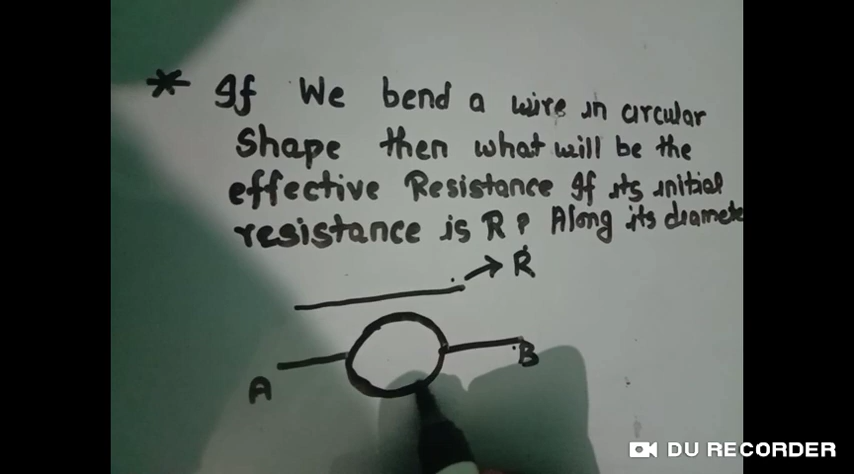 * If We bend a wire in circular
Shape then what will be the
effective Resistance If its initial
resistance is R? Along its diamete
R
A
B
DU RECORDER